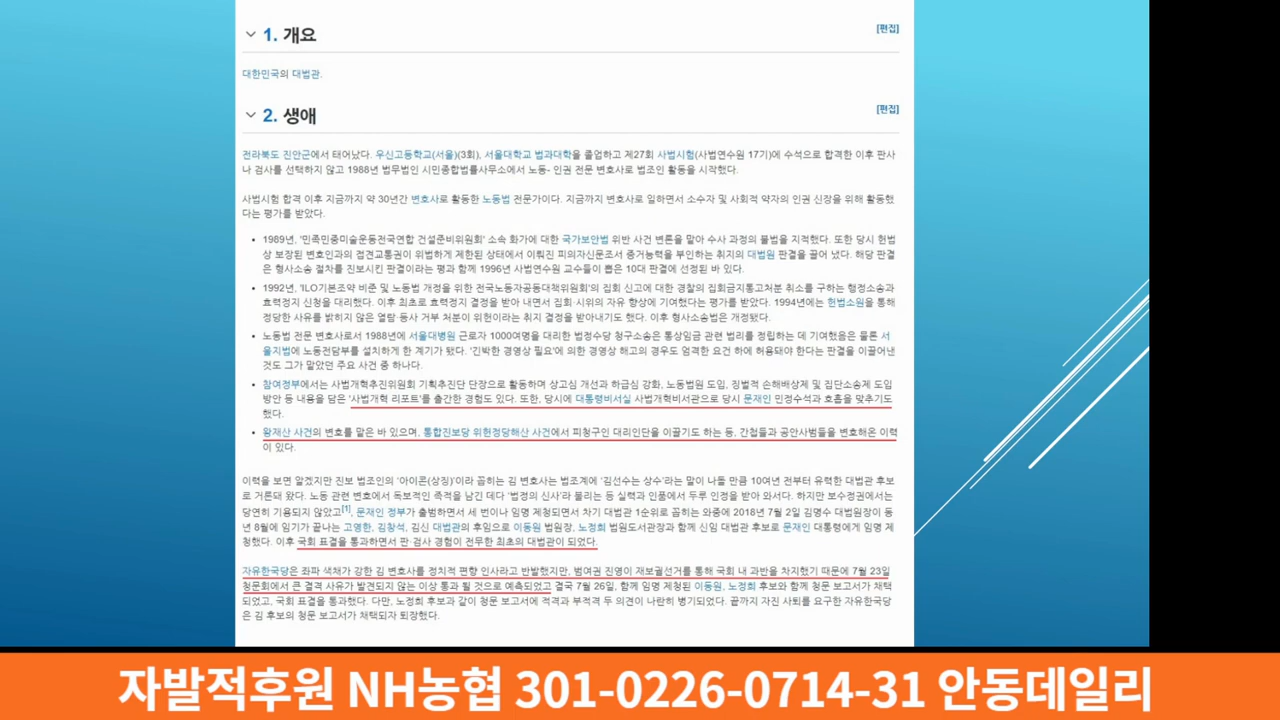 1. 개요
[편집]
대한민국의 대법관.
2. 생애
[편집]
전라북도 진안군에서 태어났다. 우신고등학교(서울)(3회), 서울대학교 법과대학을 졸업하고 제27회 사법시험(사법연수원 17기)에 수석으로 합격한 이후 판사
나 검사를 선택하지 않고 1988년 법무법인 시민종합법률사무소에서 노동- 인권 전문 변호사로 법조인 활동을 시작했다.
사법시험 합격 이후 지금까지 약 30년간 변호사로 활동한 노동법 전문가이다. 지금까지 변호사로 일하면서 소수자 및 사회적 약자의 인권 신장을 위해 활동했
다는 평가를 받았다.
• 1989년, '민족민중미술운동전국연합 건설준비위원회' 소속 화가에 대한 국가보안법 위반 사건 변론을 맡아 수사 과정의 불법을 지적했다. 또한 당시 헌법
상 보장된 변호인과의 접견교통권이 위법하게 제한된 상태에서 이뤄진 피의자신문조서 증거능력을 부인하는 취지의 대법원 판결을 끌어 냈다. 해당 판결
은 형사소송 절차를 진보시킨 판결이라는 평과 함께 1996년 사법연수원 교수들이 뽑은 10대 판결에 선정된 바 있다.
• 1992년, 'ILO기본조약 비준 및 노동법 개정을 위한 전국노동자공동대책위원회'의 집회 신고에 대한 경찰의 집회금지통고처분 취소를 구하는 행정소송과
효력정지 신청을 대리했다. 이후 최초로 효력정지 결정을 받아 내면서 집회·시위의 자유 향상에 기여했다는 평가를 받았다. 1994년에는 헌법소원을 통해
정당한 사유를 밝히지 않은 열람·등사 거부 처분이 위헌이라는 취지 결정을 받아내기도 했다. 이후 형사소송법은 개정됐다.
• 노동법 전문 변호사로서 1988년에 서울대병원 근로자 1000여명을 대리한 법정수당 청구소송은 통상임금 관련 법리를 정립하는 데 기여했음은 물론 서
울지법에 노동전담부를 설치하게 한 계기가 됐다. '긴박한 경영상 필요'에 의한 경영상 해고의 경우도 엄격한 요건 하에 허용돼야 한다는 판결을 이끌어낸
것도 그가 맡았던 주요 사건 중 하나다.
• 참여정부에서는 사법개혁추진위원회 기획추진단 단장으로 활동하며 상고심 개선과 하급심 강화, 노동법원 도입, 징벌적 손해배상제 및 집단소송제 도입
방안 등 내용을 담은 '사법개혁 리포트'를 출간한 경험도 있다. 또한, 당시에 대통령비서실 사법개혁비서관으로 당시 문재인 민정수석과 호흡을 맞추기도
했다.
• 왕재산 사건의 변호를 맡은 바 있으며, 통합진보당 위헌정당해산 사건에서 피청구인 대리인단을 이끌기도 하는 등, 간첩들과 공안사범들을 변호해온 이력
이 있다.
이력을 보면 알겠지만 진보 법조인의 '아이콘(상징)'이라 꼽히는 김 변호사는 법조계에 '김선수는 상수'라는 말이 나돌 만큼 10여년 전부터 유력한 대법관 후보
로 거론돼 왔다. 노동 관련 변호에서 독보적인 족적을 남긴 데다 '법정의 신사'라 불리는 등 실력과 인품에서 두루 인정을 받아 와서다. 하지만 보수정권에서는
당연히 기용되지 않았고[1], 문재인 정부가 출범하면서 세 번이나 임명 제청되면서 차기 대법관 1순위로 꼽히는 와중에 2018년 7월 2일 김명수 대법원장이 동
년 8월에 임기가 끝나는 고영한, 김창석, 김신 대법관의 후임으로 이동원 법원장, 노정희 법원도서관장과 함께 신임 대법관 후보로 문재인 대통령에게 임명 제
청했다. 이후 국회 표결을 통과하면서 판·검사 경험이 전무한 최초의 대법관이 되었다.
자유한국당은 좌파 색채가 강한 김 변호사를 정치적 편향 인사라고 반발했지만, 범여권 진영이 재보궐선거를 통해 국회 내 과반을 차지했기 때문에 7월 23일
청문회에서 큰 결격 사유가 발견되지 않는 이상 통과 될 것으로 예측되었고 결국 7월 26일, 함께 임명 제청된 이동원, 노정희 후보와 함께 청문 보고서가 채택
되었고, 국회 표결을 통과했다. 다만, 노정희 후보와 같이 청문 보고서에 적격과 부적격 두 의견이 나란히 병기되었다. 끝까지 자진 사퇴를 요구한 자유한국당
은 김 후보의 청문 보고서가 채택되자 퇴장했다.
자발적후원 NH농협 301-0226-0714-31 안동데일리